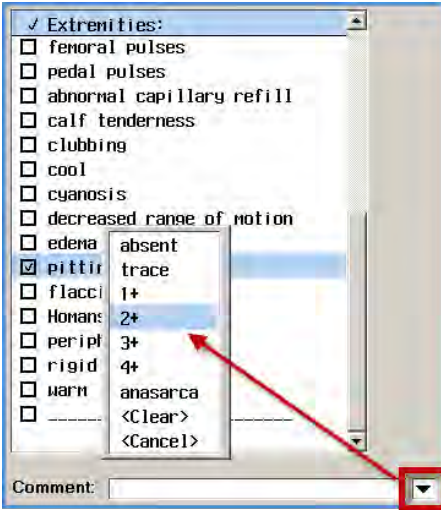 ✓ Extremities:
femoral pulses
pedal pulses
abnormal capillary refill
calf tenderness
clubbing
cool
cyanosis
decreased range of motion
edema
pittin
flacci
Homans
periph
rigid
warm
absent
trace
1+
2+
3+
4+
anasarca
<Clear>
<Cancel>
Comment: